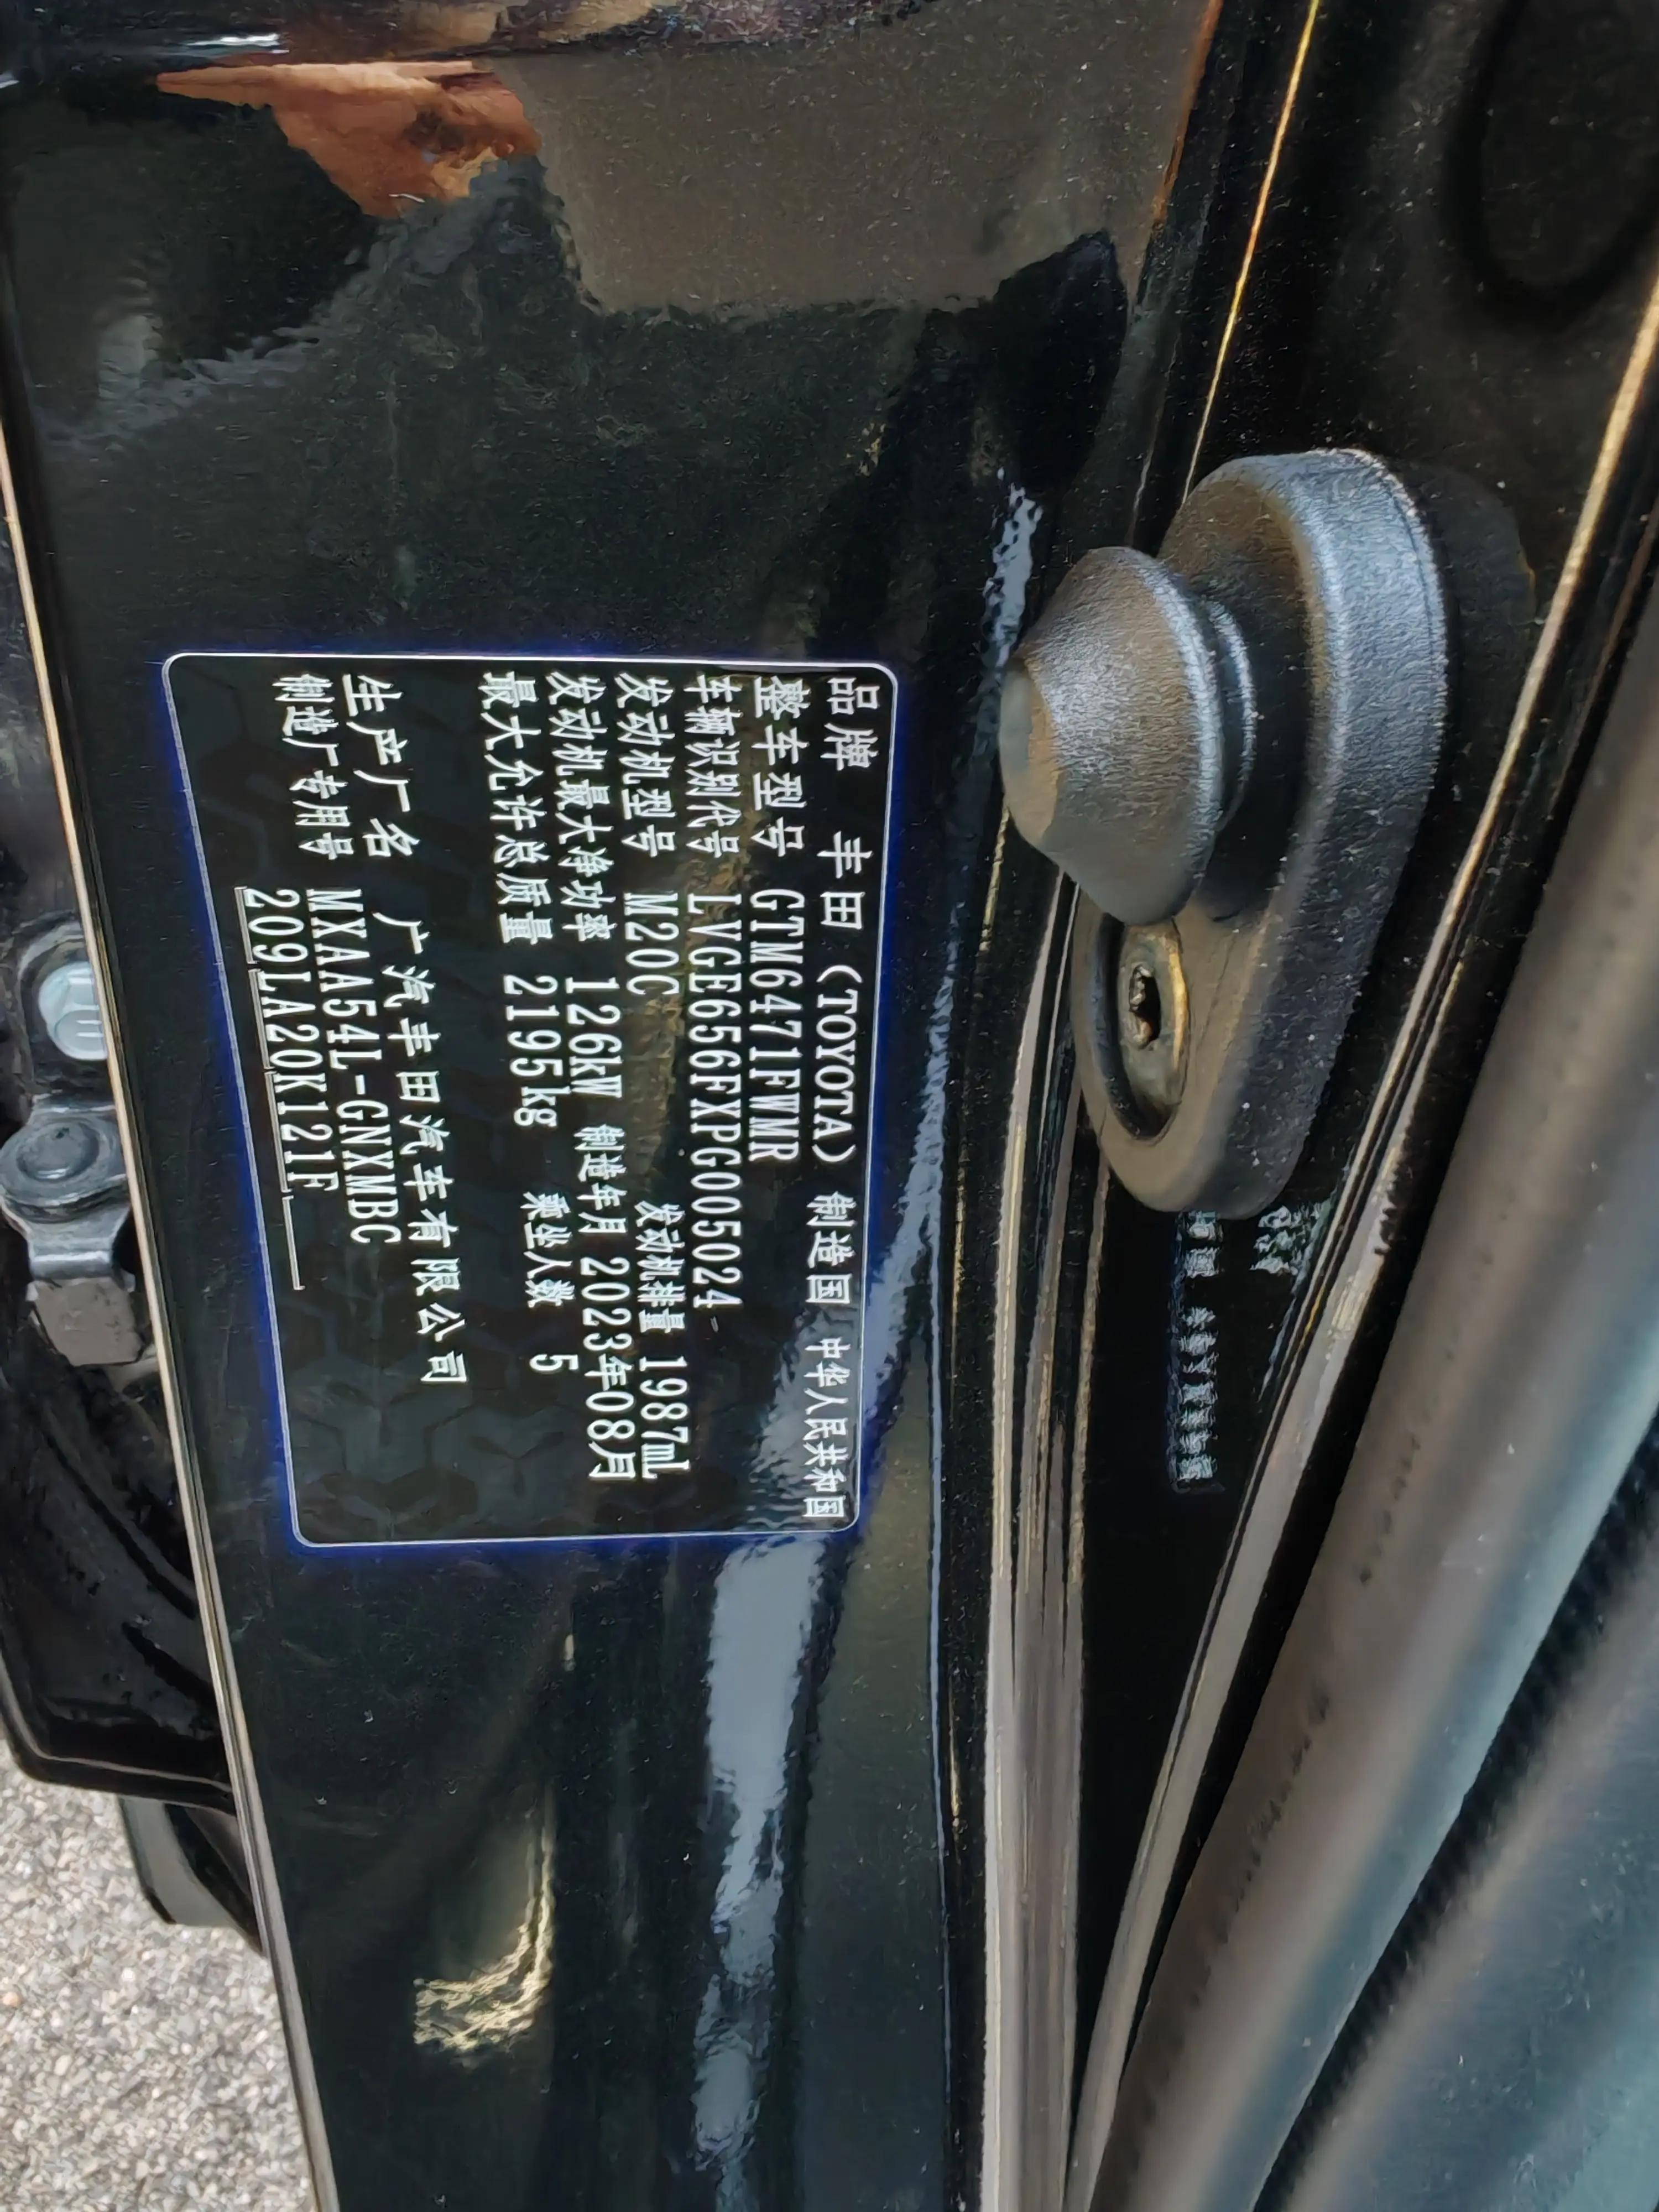 品牌 丰田 (TOYOTA) 制造国 中华人民共和国
整车型号 GTM6471FWMR
车辆识别代号 LVGE656FXPG005024
发动机型号 M20C 发动机排量 1987mL
发动机最大净功率 126kW 制造年月 2023年08月
最大允许总质量 2195kg 乘坐人数 5
生产厂名 广汽丰田汽车有限公司
制造厂专用号 MXAA54L-GNXMBC
209LA20K121F